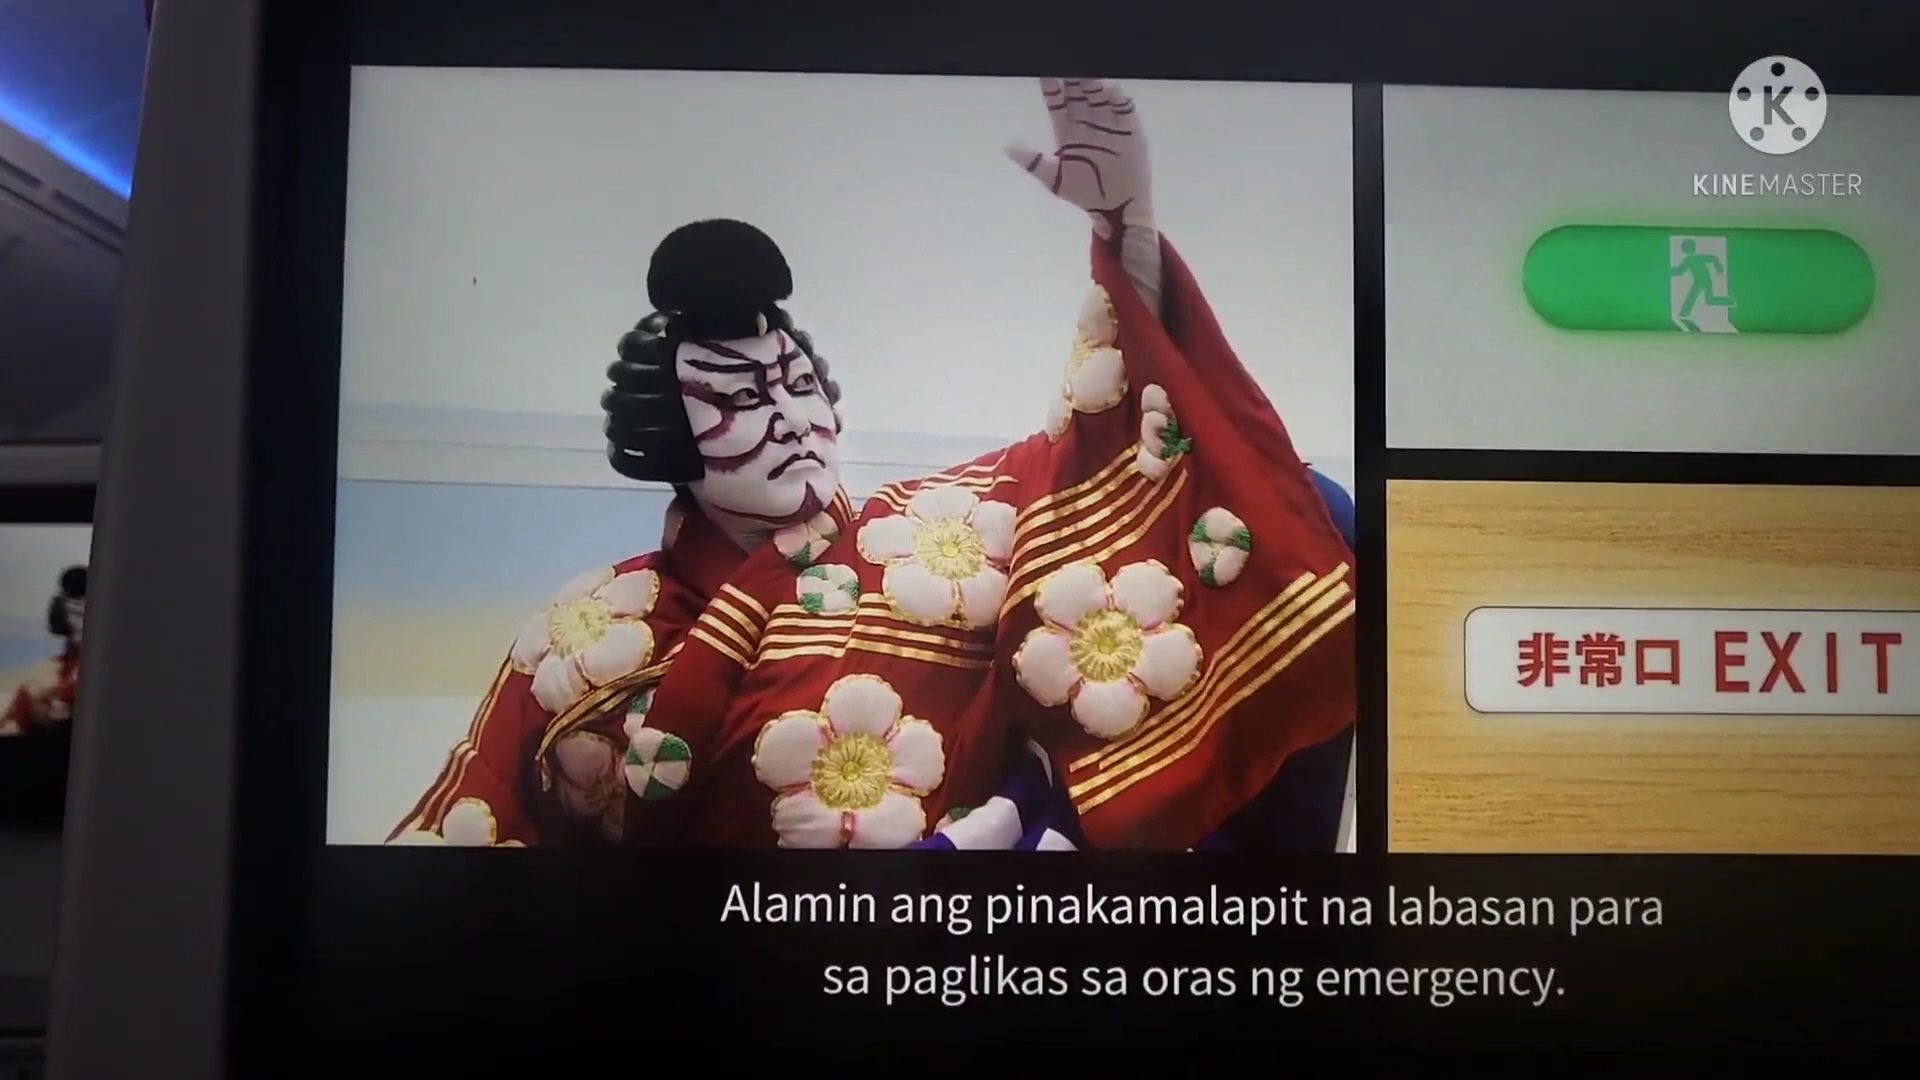 K
KINEMASTER
非常口 EXIT
Alamin ang pinakamalapit na labasan para
sa paglikas sa oras ng emergency.